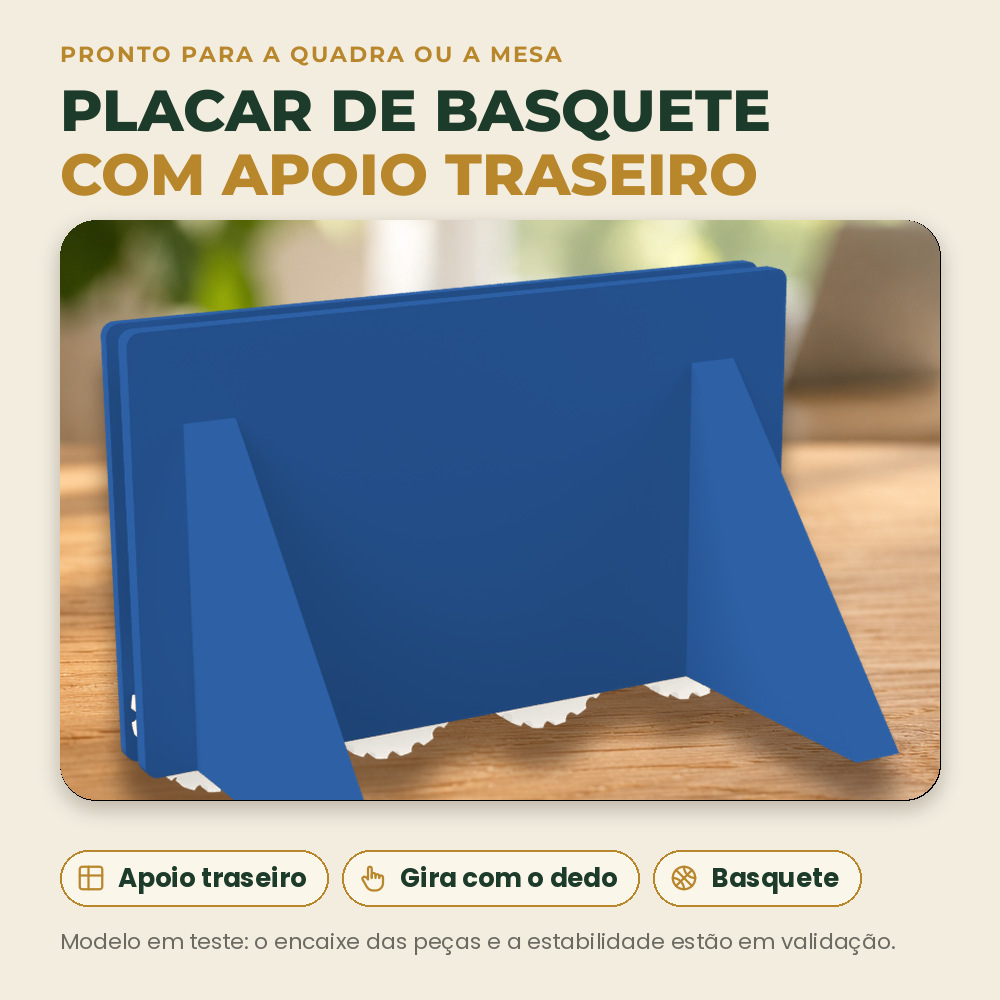 PRONTO PARA A QUADRA OU A MESA
PLACAR DE BASQUETE
COM APOIO TRASEIRO
Apoio traseiro
Gira com o dedo
Basquete
Modelo em teste: o encaixe das peças e a estabilidade estão em validação.